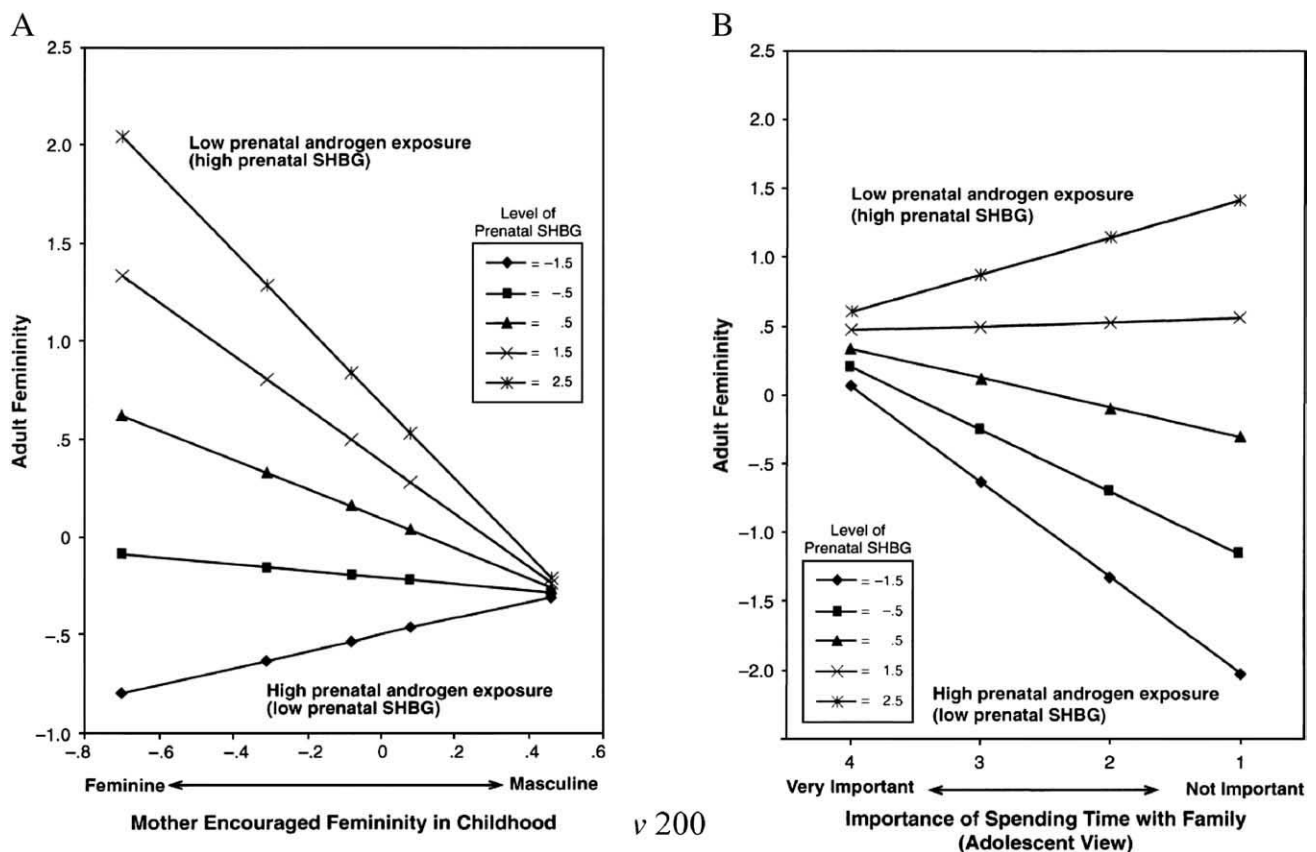 A
2.5
2.0
1.5
1.0
.5
0
–.5
–1.0
Adult Femininity
Low prenatal androgen exposure
(high prenatal SHBG)
Level of
Prenatal SHBG
= –1.5
= –.5
= .5
= 1.5
= 2.5
High prenatal androgen exposure
(low prenatal SHBG)
–.8 –.6 –.4 –.2 0 .2 .4 .6
Feminine Masculine
Mother Encouraged Femininity in Childhood
v 200
B
2.5
2.0
1.5
1.0
.5
0
–.5
–1.0
–1.5
–2.0
Adult Femininity
Low prenatal androgen exposure
(high prenatal SHBG)
Level of
Prenatal SHBG
= –1.5
= –.5
= .5
= 1.5
= 2.5
High prenatal androgen exposure
(low prenatal SHBG)
4 3 2 1
Very Important Not Important
Importance of Spending Time with Family
(Adolescent View)